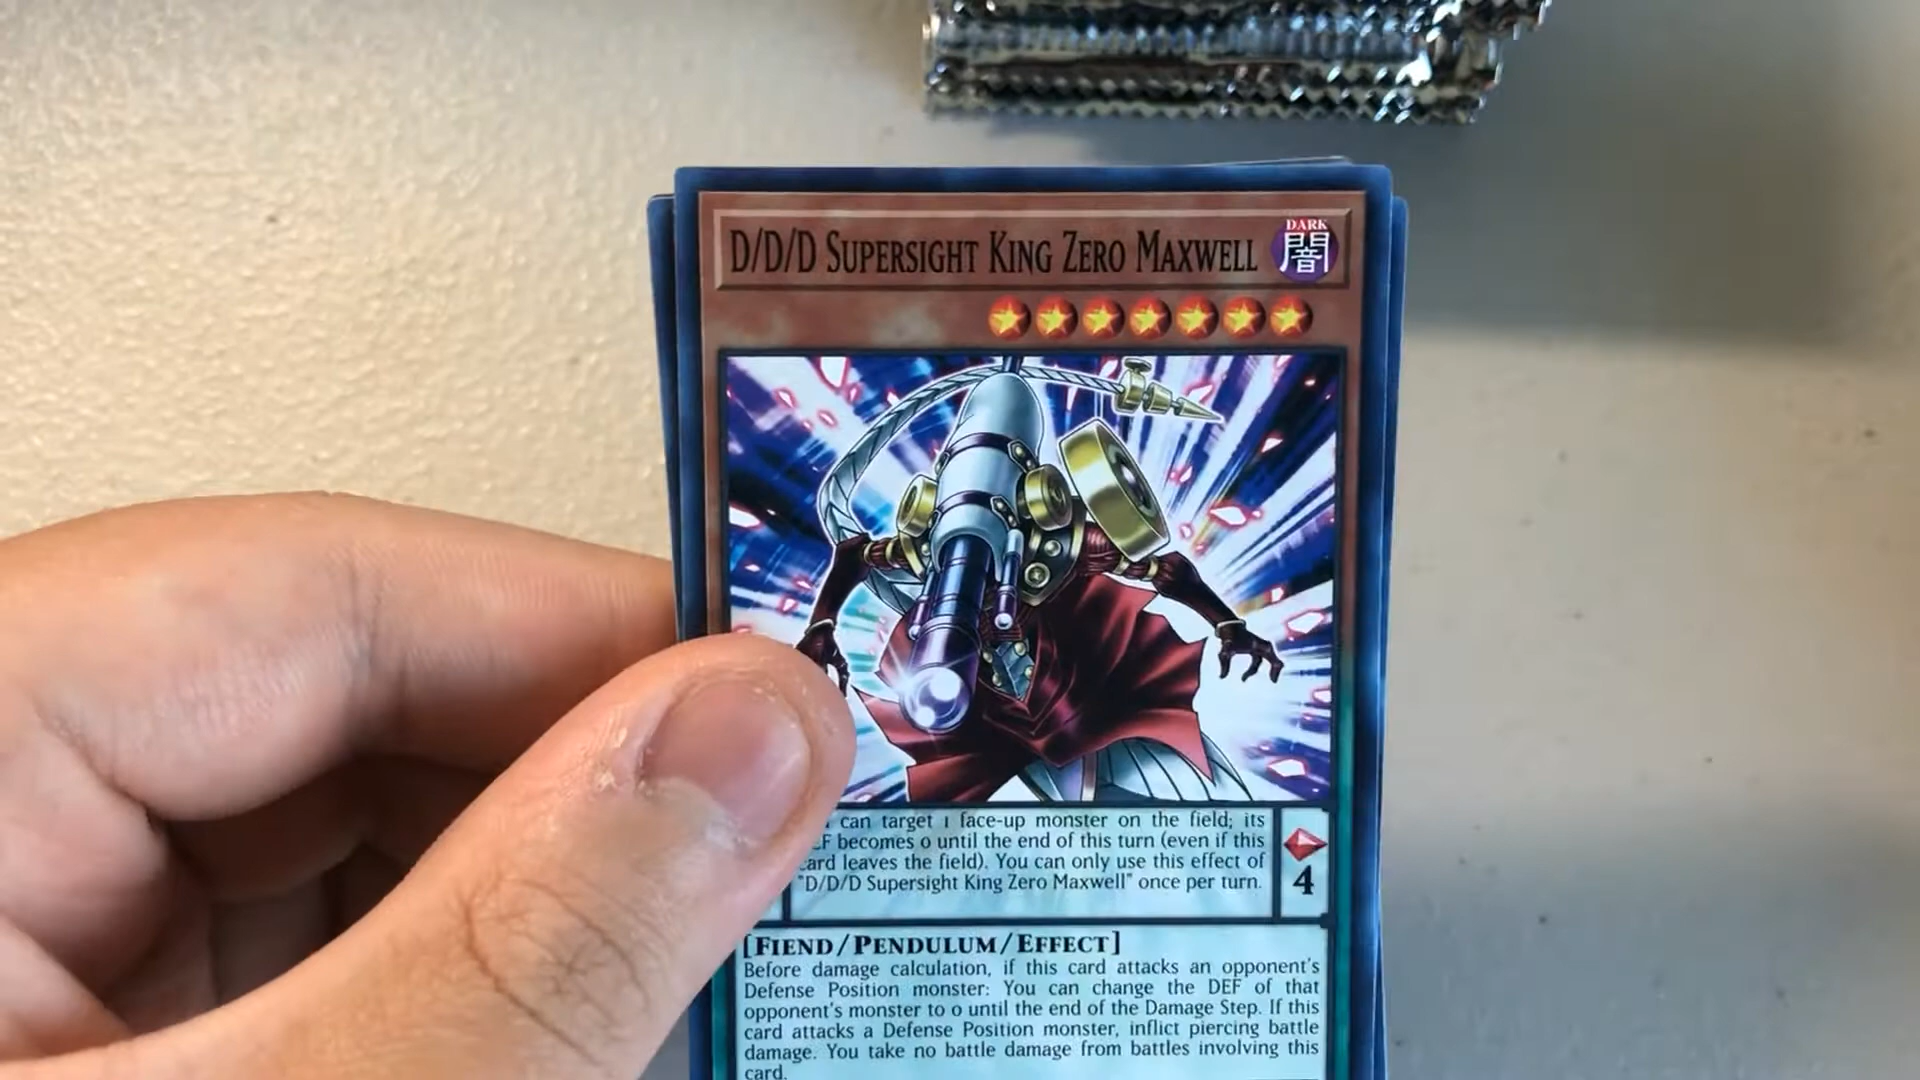 D/D/D SUPERSIGHT KING ZERO MAXWELL
DARK
闇
can target 1 face-up monster on the field; its
becomes 0 until the end of this turn (even if this
card leaves the field). You can only use this effect of
"D/D/D Supersight King Zero Maxwell" once per turn.
4
[FIEND/PENDULUM/EFFECT]
Before damage calculation, if this card attacks an opponent's
Defense Position monster: You can change the DEF of that
opponent's monster to 0 until the end of the Damage Step. If this
card attacks a Defense Position monster, inflict piercing battle
damage. You take no battle damage from battles involving this
card.